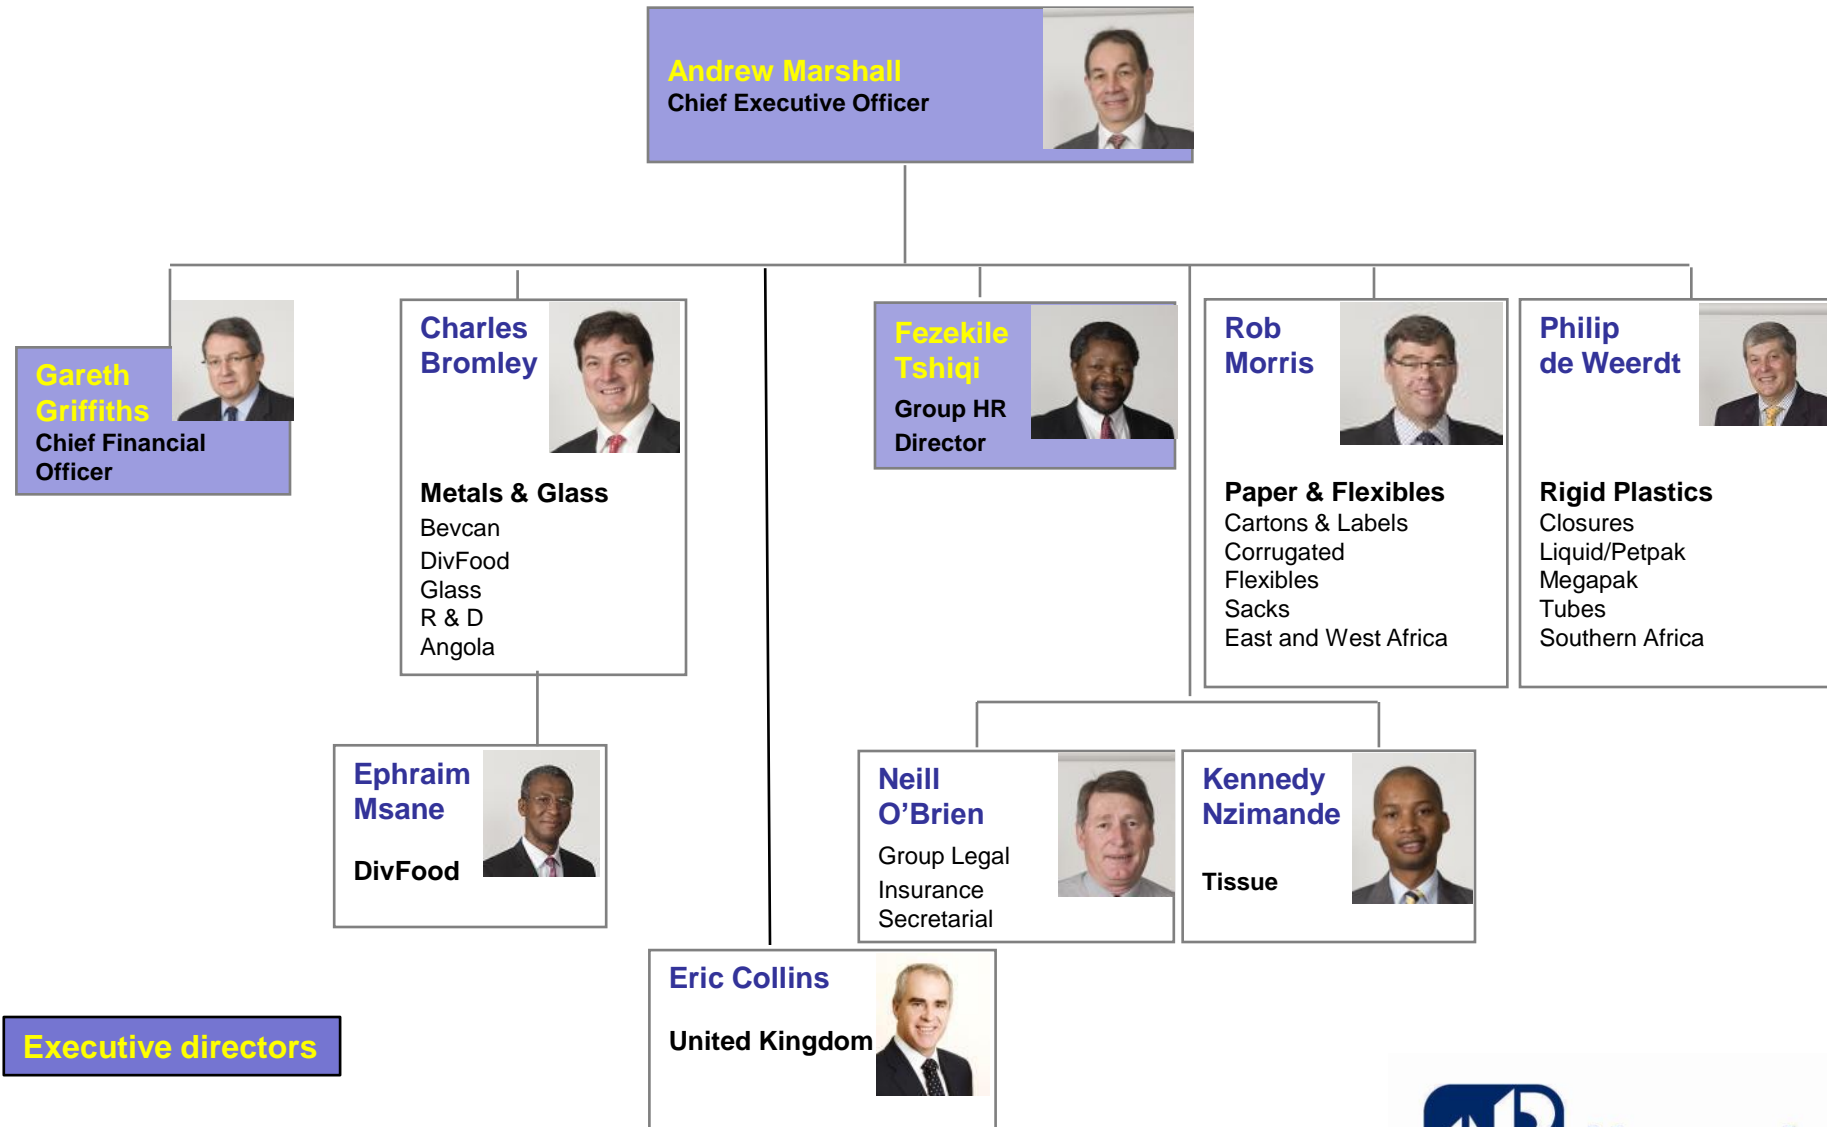 Andrew Marshall
Chief Executive Officer
Gareth
Griffiths
Chief Financial
Officer
Charles
Bromley
Metals & Glass
Bevcan
DivFood
Glass
R & D
Angola
Fezekile
Tshiqi
Group HR
Director
Rob
Morris
Paper & Flexibles
Cartons & Labels
Corrugated
Flexibles
Sacks
East and West Africa
Philip
de Weerdt
Rigid Plastics
Closures
Liquid/Petpak
Megapak
Tubes
Southern Africa
Ephraim
Msane
DivFood
Neill
O’Brien
Group Legal
Insurance
Secretarial
Kennedy
Nzimande
Tissue
Eric Collins
United Kingdom
Executive directors